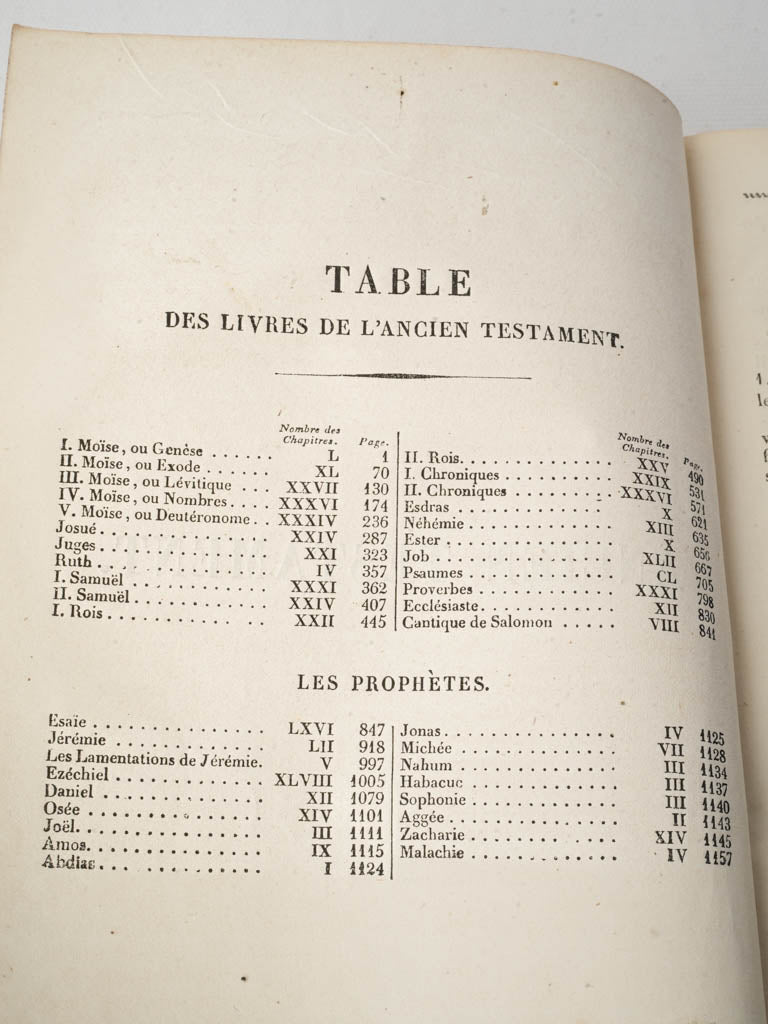 TABLE
DES LIVRES DE L'ANCIEN TESTAMENT.
Nombre des
Chapitres. Page.
I. Moïse, ou Genèse . . . . . . L 1
II. Moïse, ou Exode . . . . . . XL 70
III. Moïse, ou Lévitique . . . XXVII 130
IV. Moïse, ou Nombres . . . . XXXVI 174
V. Moïse, ou Deutéronome . . XXXIV 236
Josué . . . . . . . . . . . . . XXIV 287
Juges . . . . . . . . . . . . . XXI 323
Ruth . . . . . . . . . . . . . IV 357
I. Samuël . . . . . . . . . . . XXXI 362
II. Samuël . . . . . . . . . . . XXIV 407
I. Rois . . . . . . . . . . . . XXII 445
Nombre des
Chapitres. Page.
II. Rois . . . . . . . . . . . . XXV 490
I. Chroniques . . . . . . . . . XXIX 531
II. Chroniques . . . . . . . . XXXVI 571
Esdras . . . . . . . . . . . . X 621
Néhémie . . . . . . . . . . . XIII 635
Ester . . . . . . . . . . . . . X 656
Job . . . . . . . . . . . . . . XLII 667
Psaumes . . . . . . . . . . . CL 705
Proverbes . . . . . . . . . . XXXI 798
Ecclésiaste . . . . . . . . . . XII 830
Cantique de Salomon . . . . . VIII 841
LES PROPHÈTES.
Esaïe . . . . . . . . . . . . . LXVI 847
Jérémie . . . . . . . . . . . . LII 918
Les Lamentations de Jérémie. V 997
Ezéchiel . . . . . . . . . . . XLVIII 1005
Daniel . . . . . . . . . . . . XII 1079
Osée . . . . . . . . . . . . . XIV 1101
Joël . . . . . . . . . . . . . III 1111
Amos . . . . . . . . . . . . . IX 1115
Abdias . . . . . . . . . . . . I 1124
Jonas . . . . . . . . . . . . . IV 1125
Michée . . . . . . . . . . . . VII 1128
Nahum . . . . . . . . . . . . III 1134
Habacuc . . . . . . . . . . . III 1137
Sophonie . . . . . . . . . . . III 1140
Aggée . . . . . . . . . . . . . II 1143
Zacharie . . . . . . . . . . . XIV 1145
Malachie . . . . . . . . . . . IV 1157